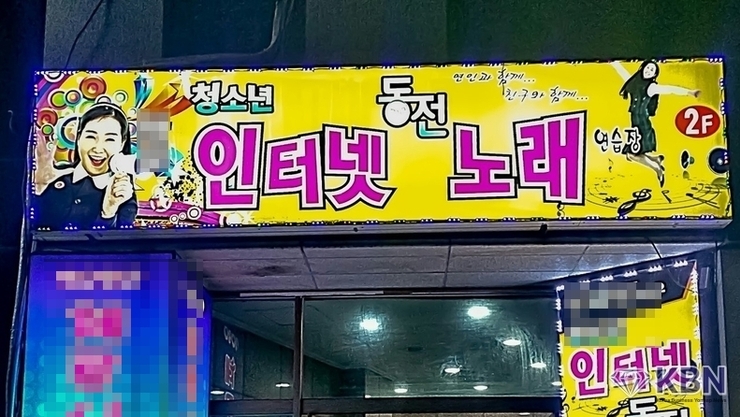 청소년
동전
연인과 함께...
친구와 함께...
인터넷 노래
연습장
2F
인터넷
동
KBN